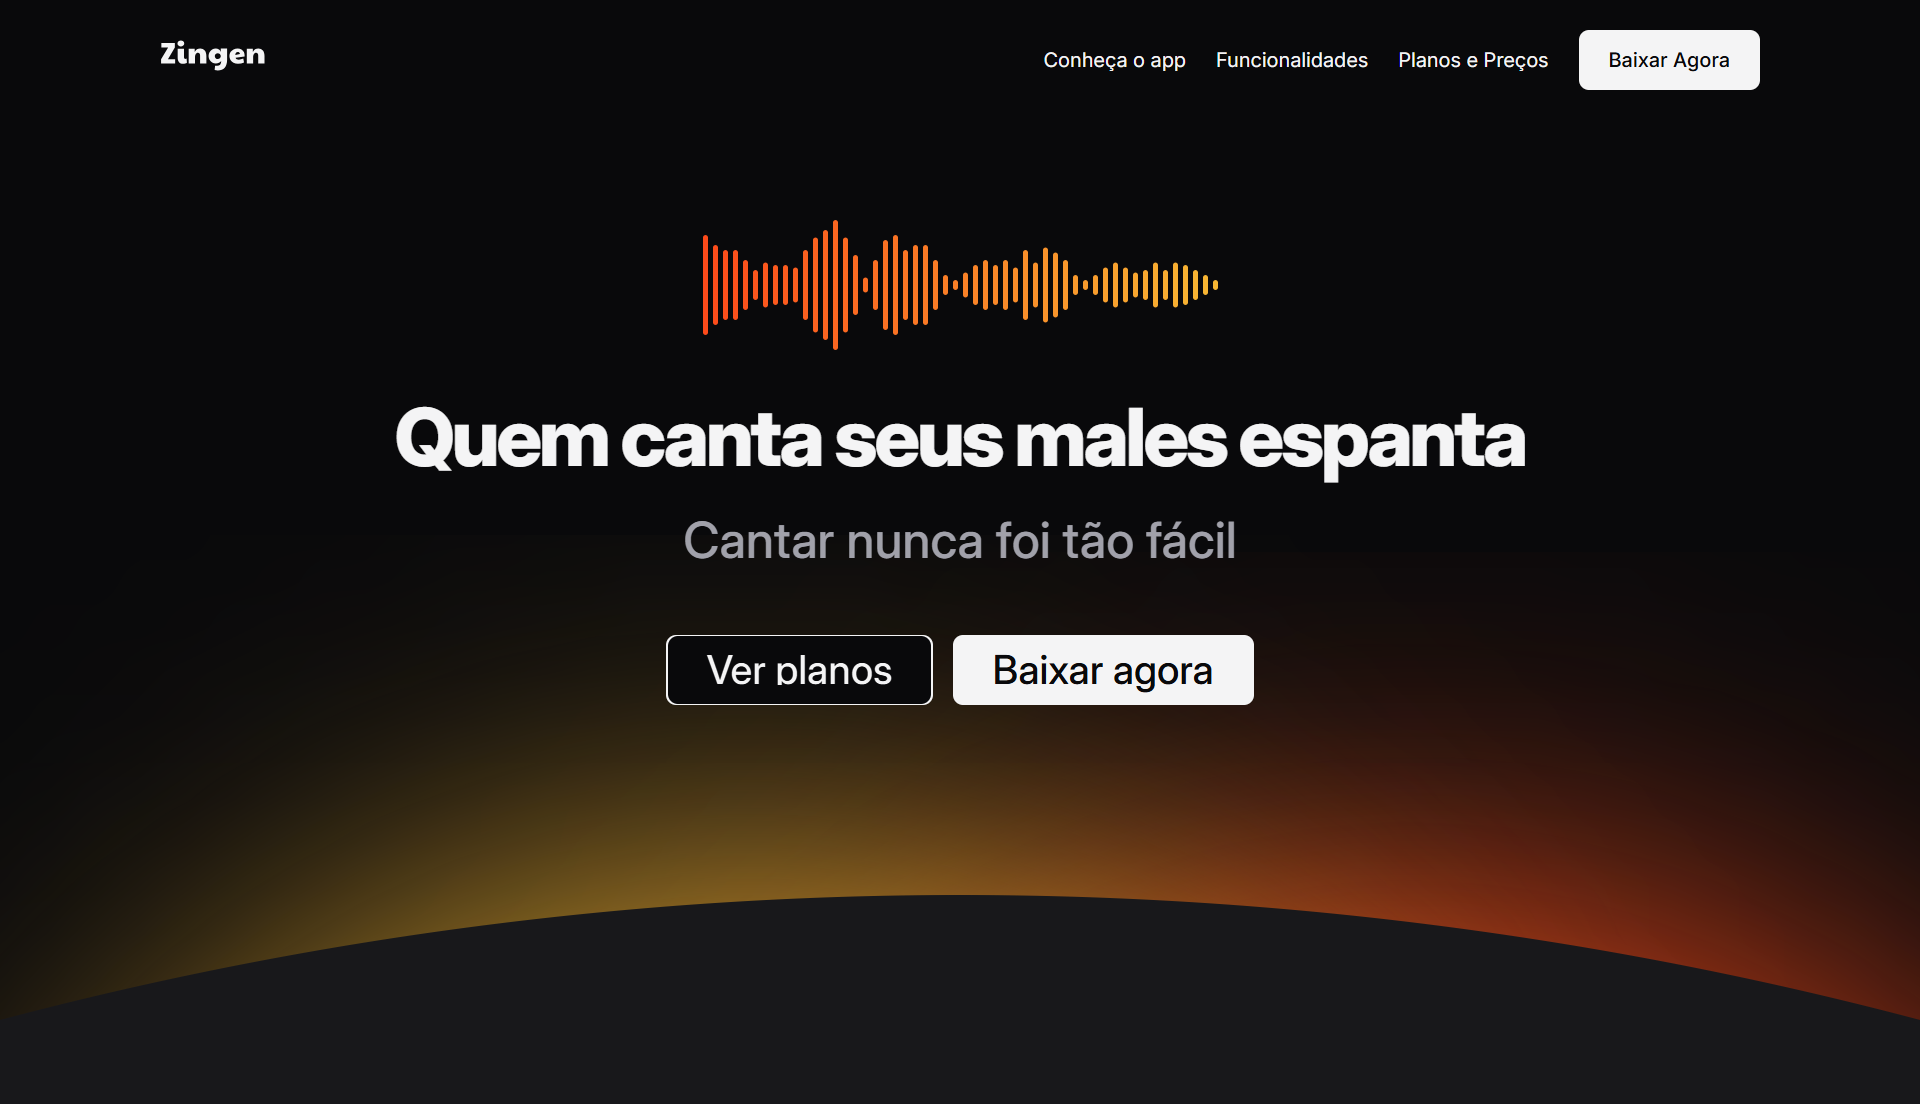 Zingen
Conheça o app
Funcionalidades
Planos e Preços
Baixar Agora
Quem canta seus males espanta
Cantar nunca foi tão fácil
Ver planos
Baixar agora